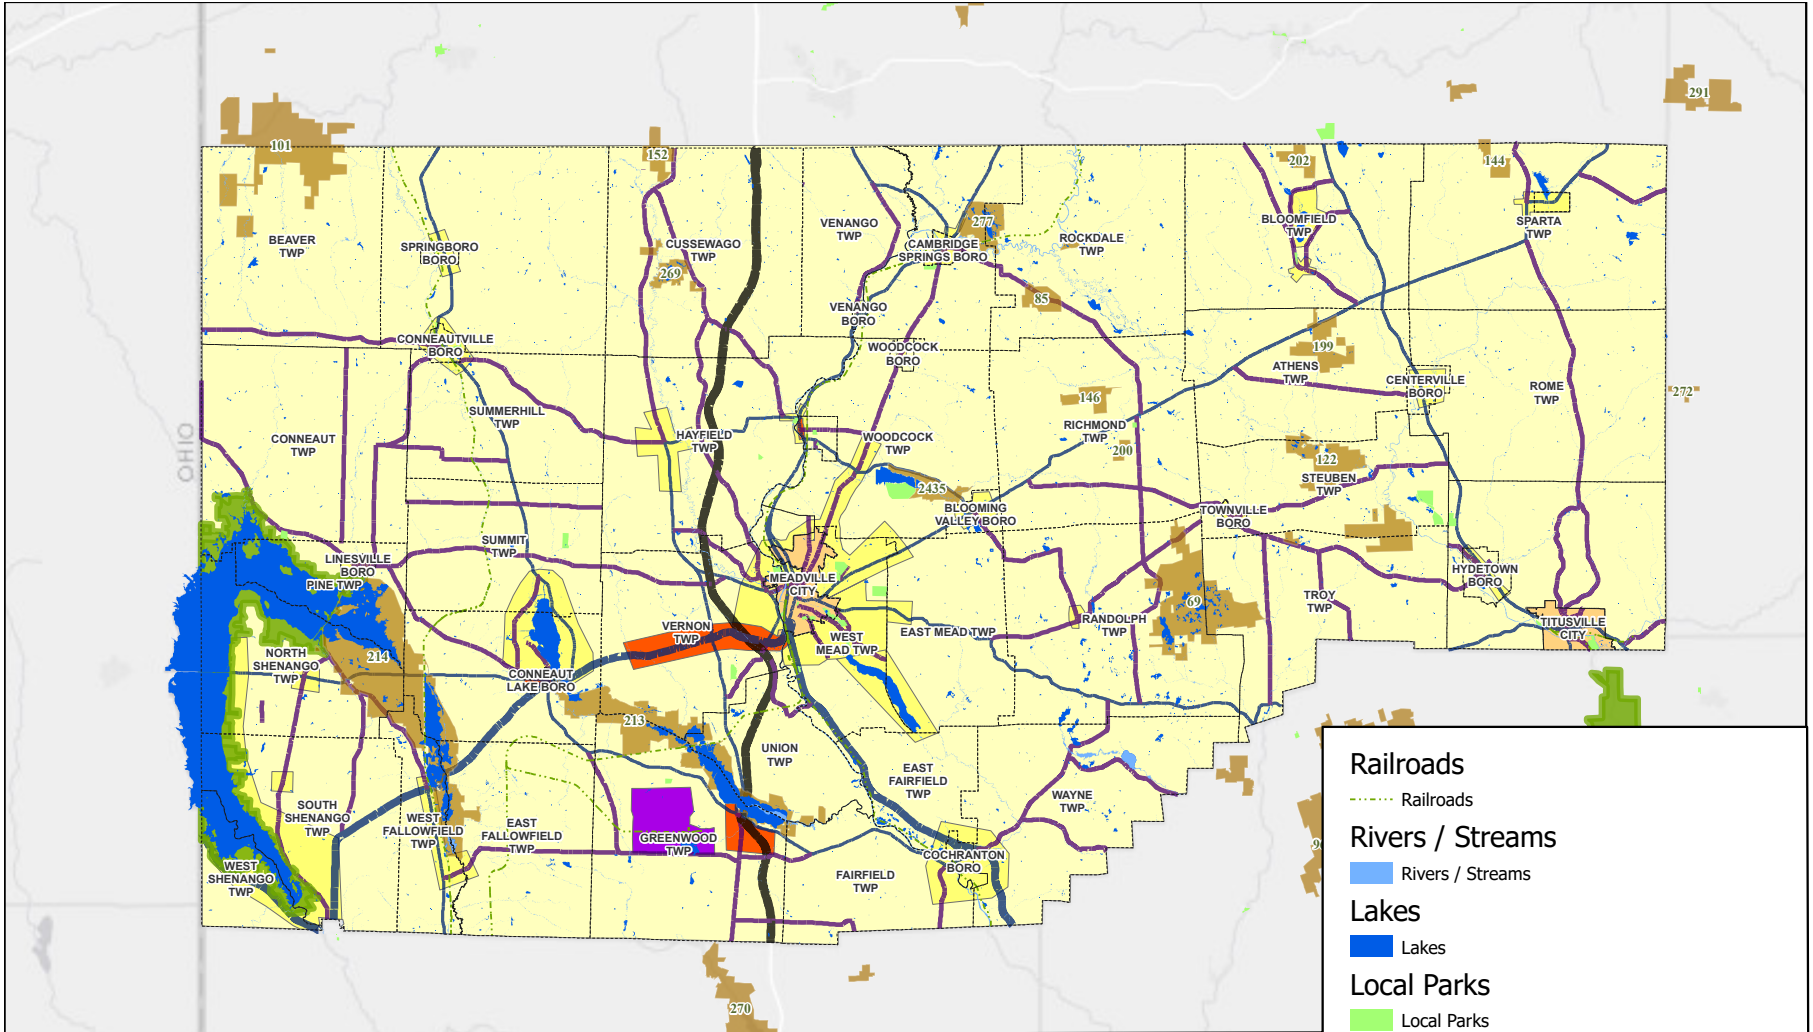 291
101
152
202
144
277
VENANGO
TWP
BLOOMFIELD
TWP
SPARTA
TWP
BEAVER
TWP
SPRINGBORO
BORO
CUSSEWAGO
TWP
CAMBRIDGE
SPRINGS BORO
ROCKDALE
TWP
269
85
VENANGO
BORO
CONNEAUTVILLE
BORO
WOODCOCK
BORO
199
ATHENS
TWP
CENTERVILLE
BORO
ROME
TWP
272
146
SUMMERHILL
TWP
CONNEAUT
TWP
HAYFIELD
TWP
WOODCOCK
TWP
RICHMOND
TWP
200
OHIO
122
STEUBEN
TWP
2435
BLOOMING
VALLEY BORO
TOWNVILLE
BORO
SUMMIT
TWP
LINESVILLE
BORO
PINE TWP
MEADVILLE
CITY
HYDETOWN
BORO
69
TROY
TWP
RANDOLPH
TWP
TITUSVILLE
CITY
VERNON
TWP
WEST
MEAD TWP
EAST MEAD TWP
NORTH
SHENANGO
TWP
214
CONNEAUT
LAKE BORO
213
UNION
TWP
EAST
FAIRFIELD
TWP
WAYNE
TWP
SOUTH
SHENANGO
TWP
WEST
FALLOWFIELD
TWP
EAST
FALLOWFIELD
TWP
GREENWOOD
TWP
COCHRANTON
BORO
WEST
SHENANGO
TWP
FAIRFIELD
TWP
270
Railroads
Railroads
Rivers / Streams
Rivers / Streams
Lakes
Lakes
Local Parks
Local Parks